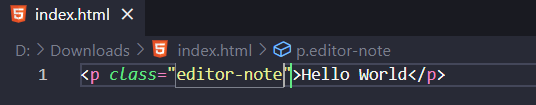 index.html ×
D: > Downloads > index.html > p.editor-note
1 <p class="editor-note">Hello World</p>